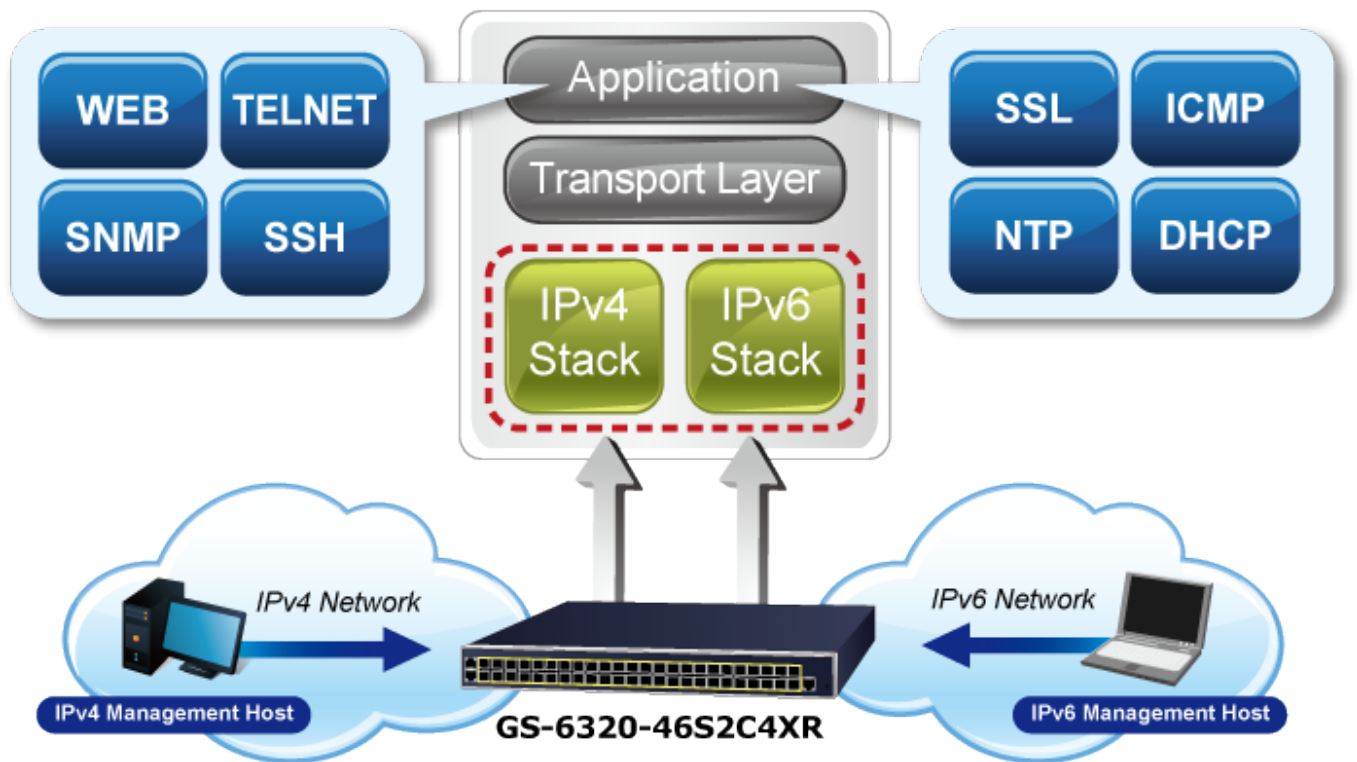 Application
WEB
TELNET
SNMP
SSH
SSL
ICMP
NTP
DHCP
Transport Layer
IPv4
Stack
IPv6
Stack
IPv4 Network
IPv4 Management Host
GS-6320-46S2C4XR
IPv6 Network
IPv6 Management Host